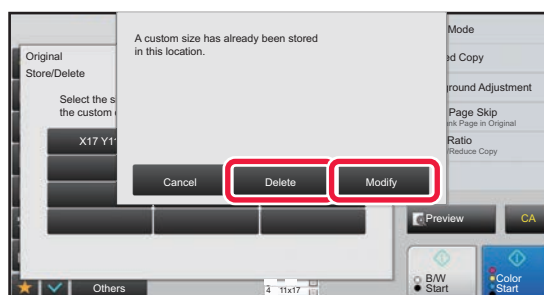 A custom size has already been stored
in this location.
Cancel
Delete
Modify
Original
Store/Delete
Select the s
the custom
X17 Y11
Mode
ed Copy
round Adjustment
Page Skip
nk Page in Original
Ratio
/Reduce Copy
Preview
CA
B/W
Start
Color
Start
Others
4 11x17